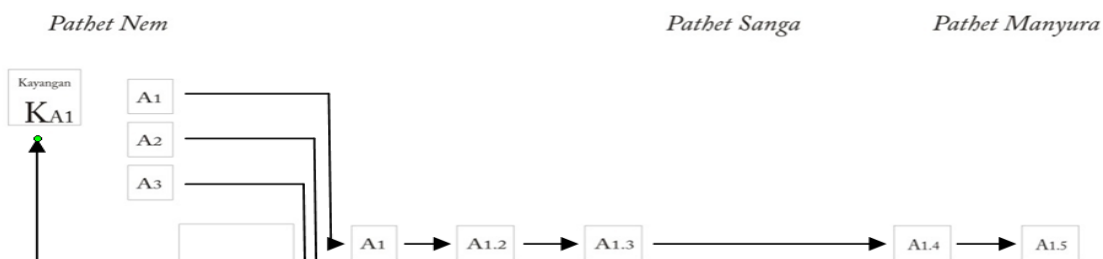 Pathet Nem
Pathet Sanga
Pathet Manyura
Kayangan
KA1
A1
A2
A3
A1
A1.2
A1.3
A1.4
A1.5